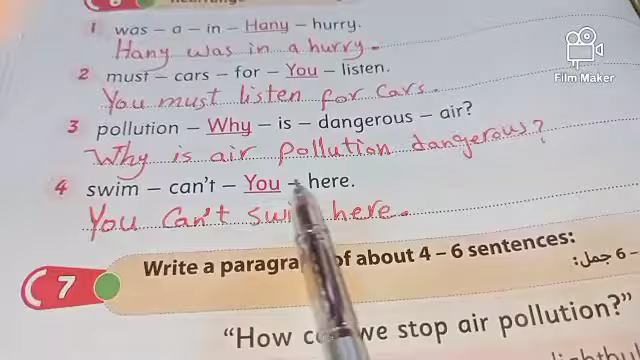 1 was – a – in – Hany – hurry.
Hany was in a hurry.
2 must – cars – for – You – listen.
You must listen for cars.
3 pollution – Why – is – dangerous – air?
Why is air pollution dangerous?
4 swim – can't – You – here.
You can't swi here.
7 Write a paragra of about 4 – 6 sentences:
6 – جمل:
"How we stop air pollution?"
Film Maker